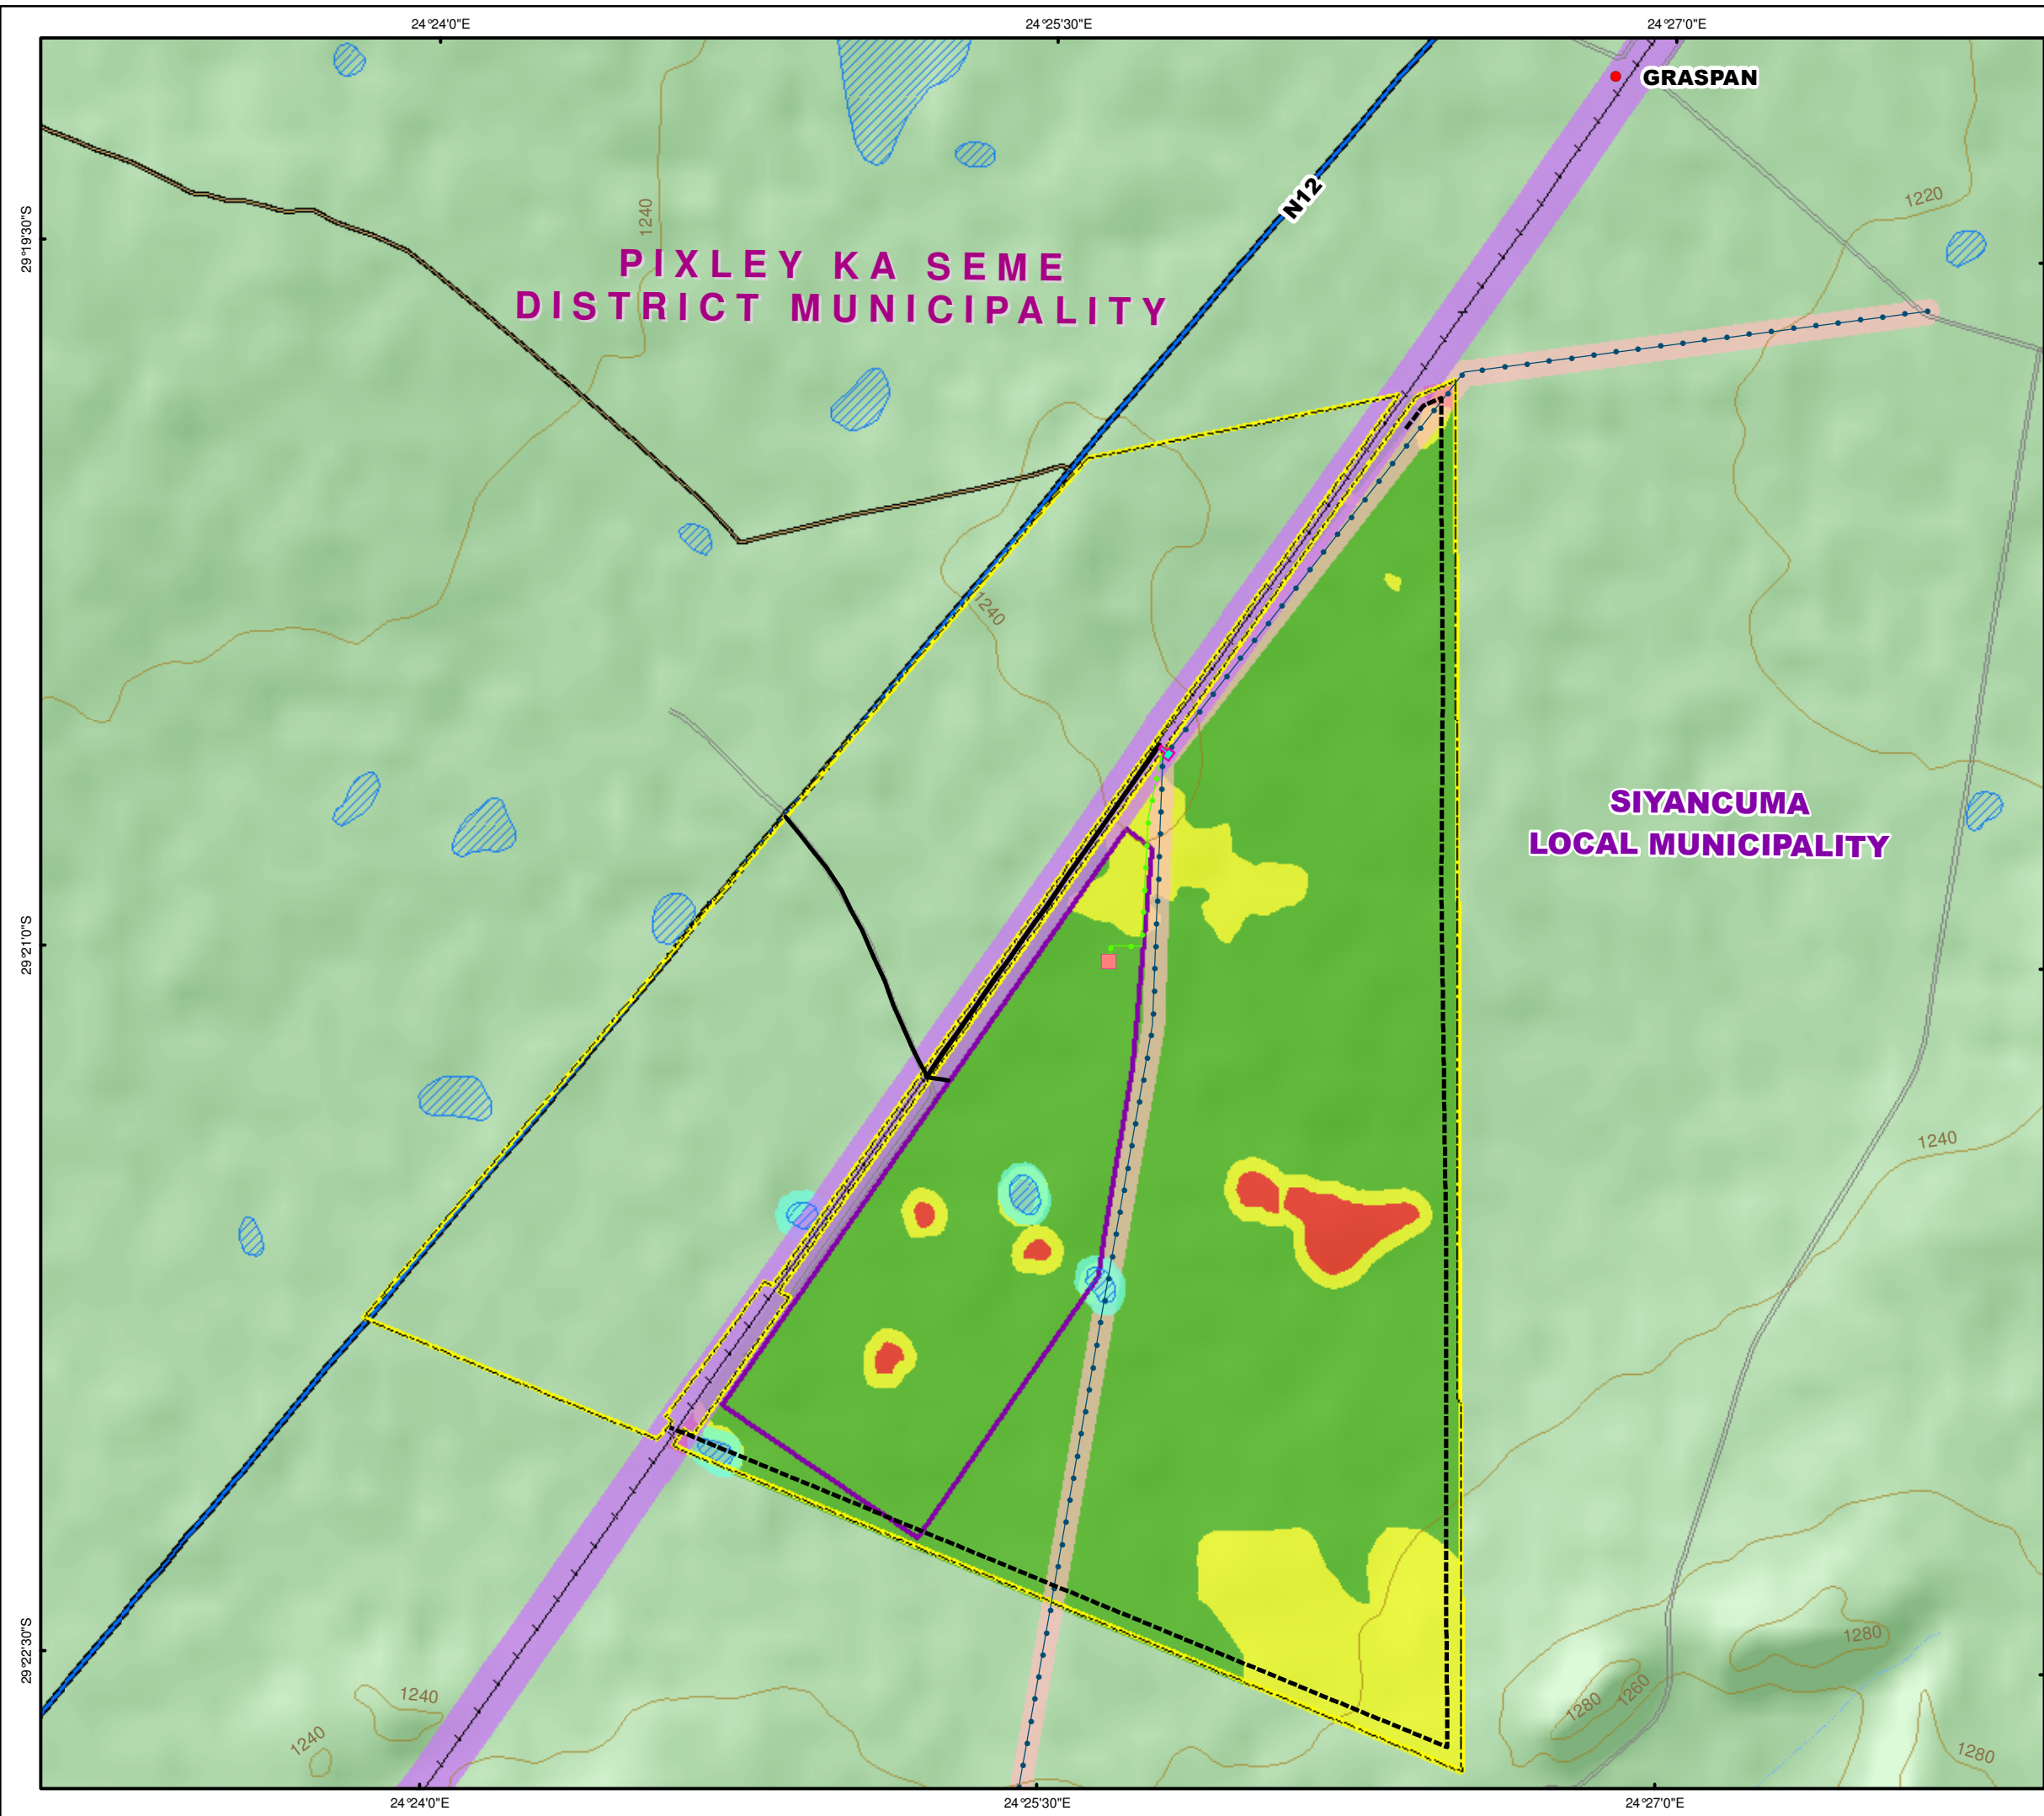 24°24'0"E
24°25'30"E
24°27'0"E
GRASPAN
N12
1220
29°19'30"S
1240
PIXLEY KA SEME
DISTRICT MUNICIPALITY
1240
SIYANCUMA
LOCAL MUNICIPALITY
29°21'0"S
1240
29°22'30"S
1280
1240
1280
1260
1240
1280
24°24'0"E
24°25'30"E
24°27'0"E